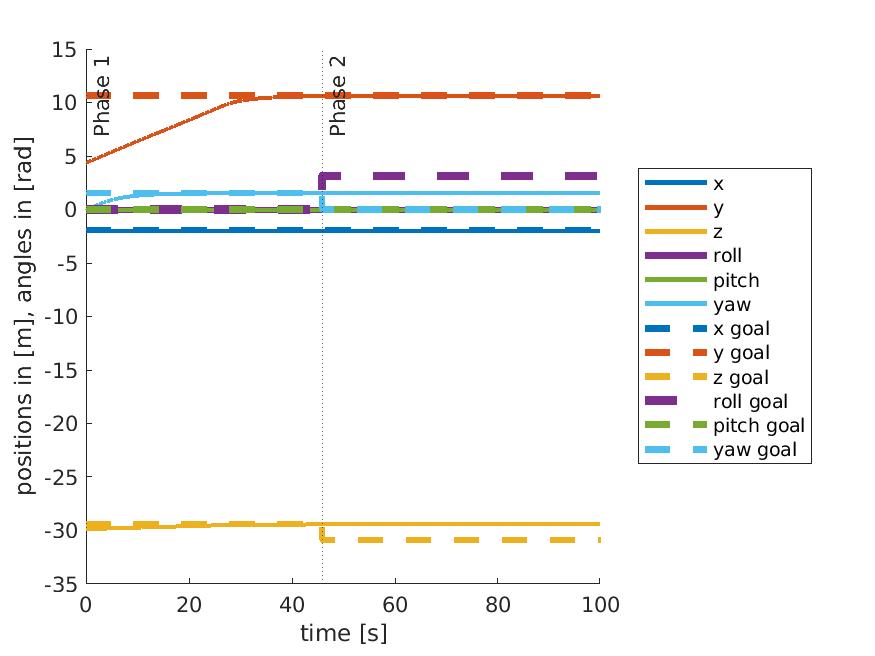 15
10
5
0
-5
-10
-15
-20
-25
-30
-35
0
20
40
60
80
100
positions in [m], angles in [rad]
time [s]
Phase 1
Phase 2
x
y
z
roll
pitch
yaw
x goal
y goal
z goal
roll goal
pitch goal
yaw goal